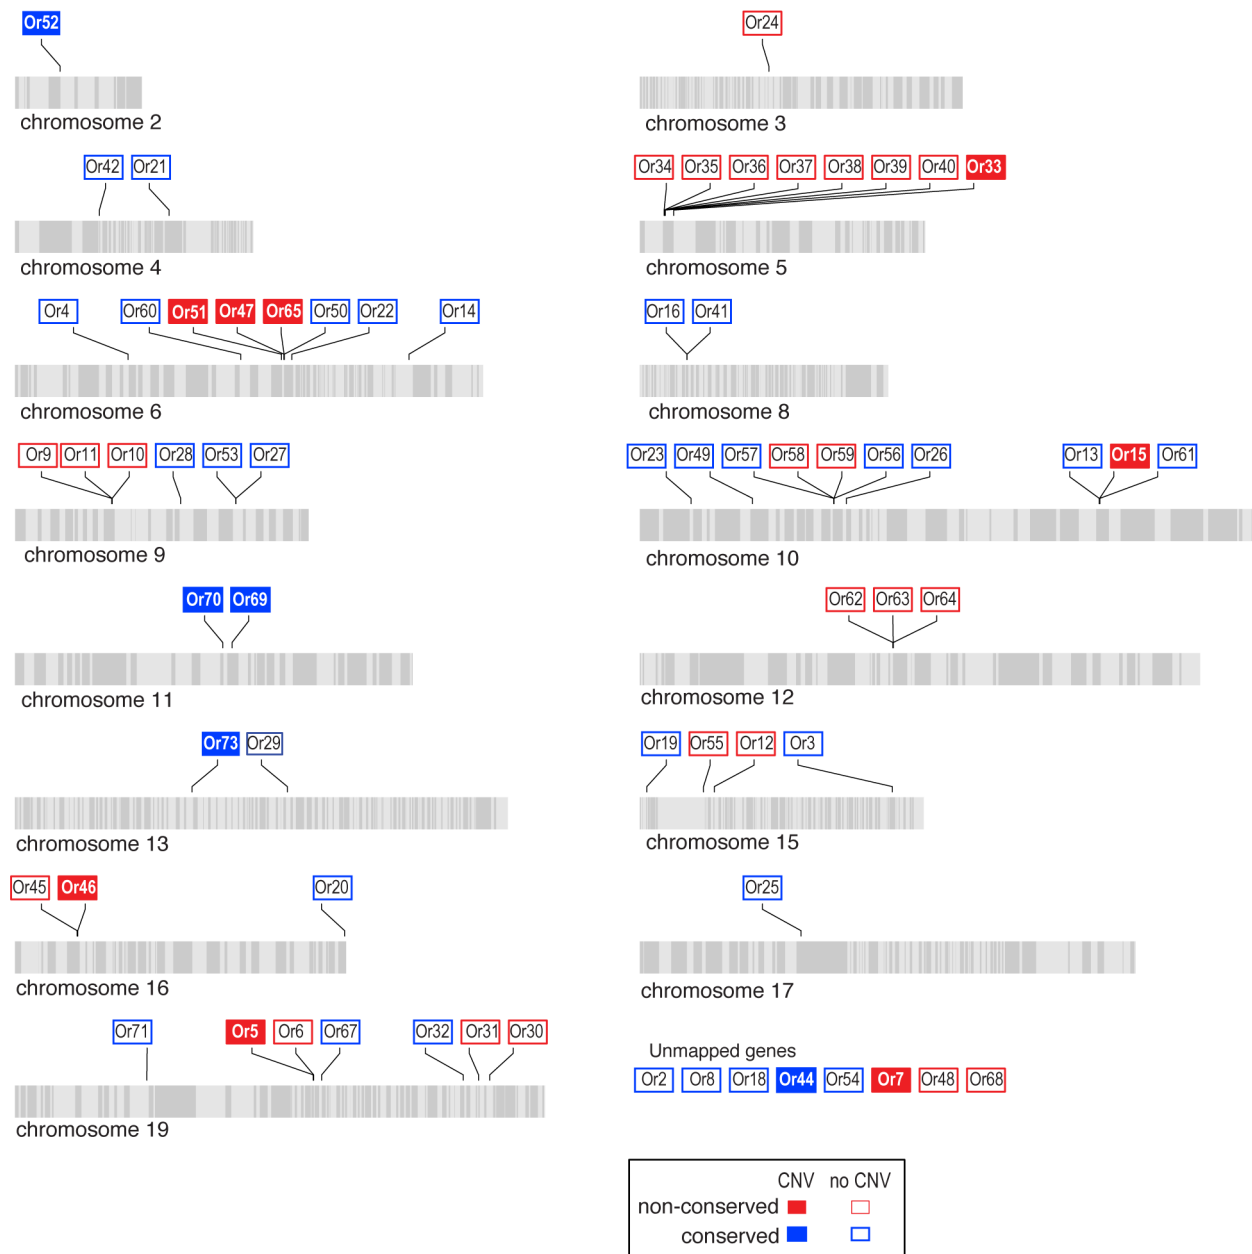 Or52
chromosome 2
Or24
chromosome 3
Or42 Or21
chromosome 4
Or34 Or35 Or36 Or37 Or38 Or39 Or40 Or33
chromosome 5
Or4 Or60 Or51 Or47 Or65 Or50 Or22 Or14
chromosome 6
Or16 Or41
chromosome 8
Or9 Or11 Or10 Or28 Or53 Or27
chromosome 9
Or23 Or49 Or57 Or58 Or59 Or56 Or26 Or13 Or15 Or61
chromosome 10
Or70 Or69
chromosome 11
Or62 Or63 Or64
chromosome 12
Or73 Or29
chromosome 13
Or19 Or55 Or12 Or3
chromosome 15
Or45 Or46 Or20
chromosome 16
Or25
chromosome 17
Or71 Or5 Or6 Or67 Or32 Or31 Or30
chromosome 19
Unmapped genes
Or2 Or8 Or18 Or44 Or54 Or7 Or48 Or68
CNV no CNV
non-conserved
conserved